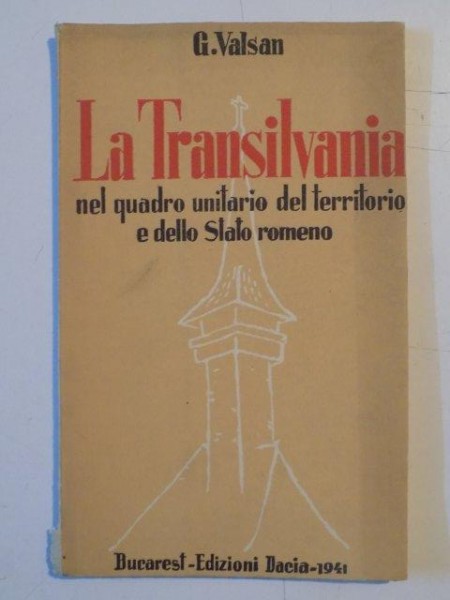 G. Valsan
La Transilvania
nel quadro unitario del territorio
e dello Stato romeno
Bucarest - Edizioni Dacia - 1941